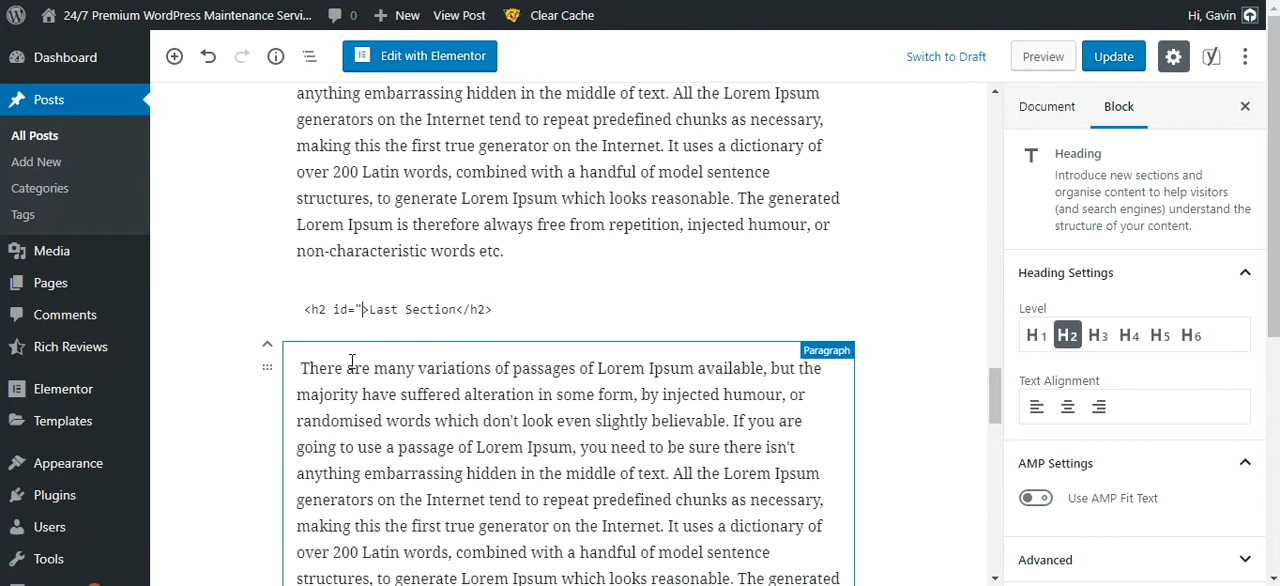 24/7 Premium WordPress Maintenance Servi... 0 New View Post Clear Cache Hi, Gavin
Dashboard
Posts
All Posts
Add New
Categories
Tags
Media
Pages
Comments
Rich Reviews
Elementor
Templates
Appearance
Plugins
Users
Tools
Edit with Elementor Switch to Draft Preview Update
anything embarrassing hidden in the middle of text. All the Lorem Ipsum
generators on the Internet tend to repeat predefined chunks as necessary,
making this the first true generator on the Internet. It uses a dictionary of
over 200 Latin words, combined with a handful of model sentence
structures, to generate Lorem Ipsum which looks reasonable. The generated
Lorem Ipsum is therefore always free from repetition, injected humour, or
non-characteristic words etc.
<h2 id=">Last Section</h2>
Paragraph
There are many variations of passages of Lorem Ipsum available, but the
majority have suffered alteration in some form, by injected humour, or
randomised words which don't look even slightly believable. If you are
going to use a passage of Lorem Ipsum, you need to be sure there isn't
anything embarrassing hidden in the middle of text. All the Lorem Ipsum
generators on the Internet tend to repeat predefined chunks as necessary,
making this the first true generator on the Internet. It uses a dictionary of
over 200 Latin words, combined with a handful of model sentence
structures, to generate Lorem Ipsum which looks reasonable. The generated
Document Block
Heading
Introduce new sections and
organise content to help visitors
(and search engines) understand the
structure of your content.
Heading Settings
Level
H1 H2 H3 H4 H5 H6
Text Alignment
AMP Settings
Use AMP Fit Text
Advanced